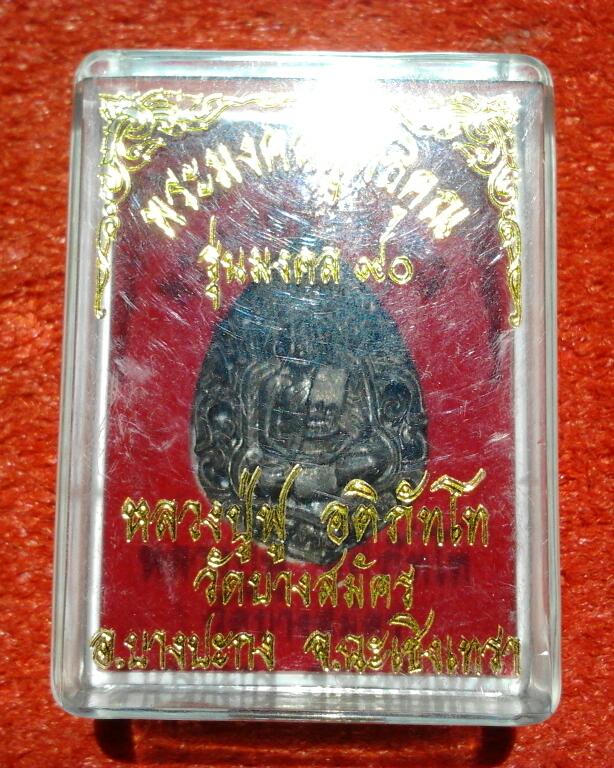 รุ่นมงคล ๙๐
หลวงปู่ฟู อติภัทโท
วัดบางสมัคร
อ.บางปะกง จ.ฉะเชิงเทรา